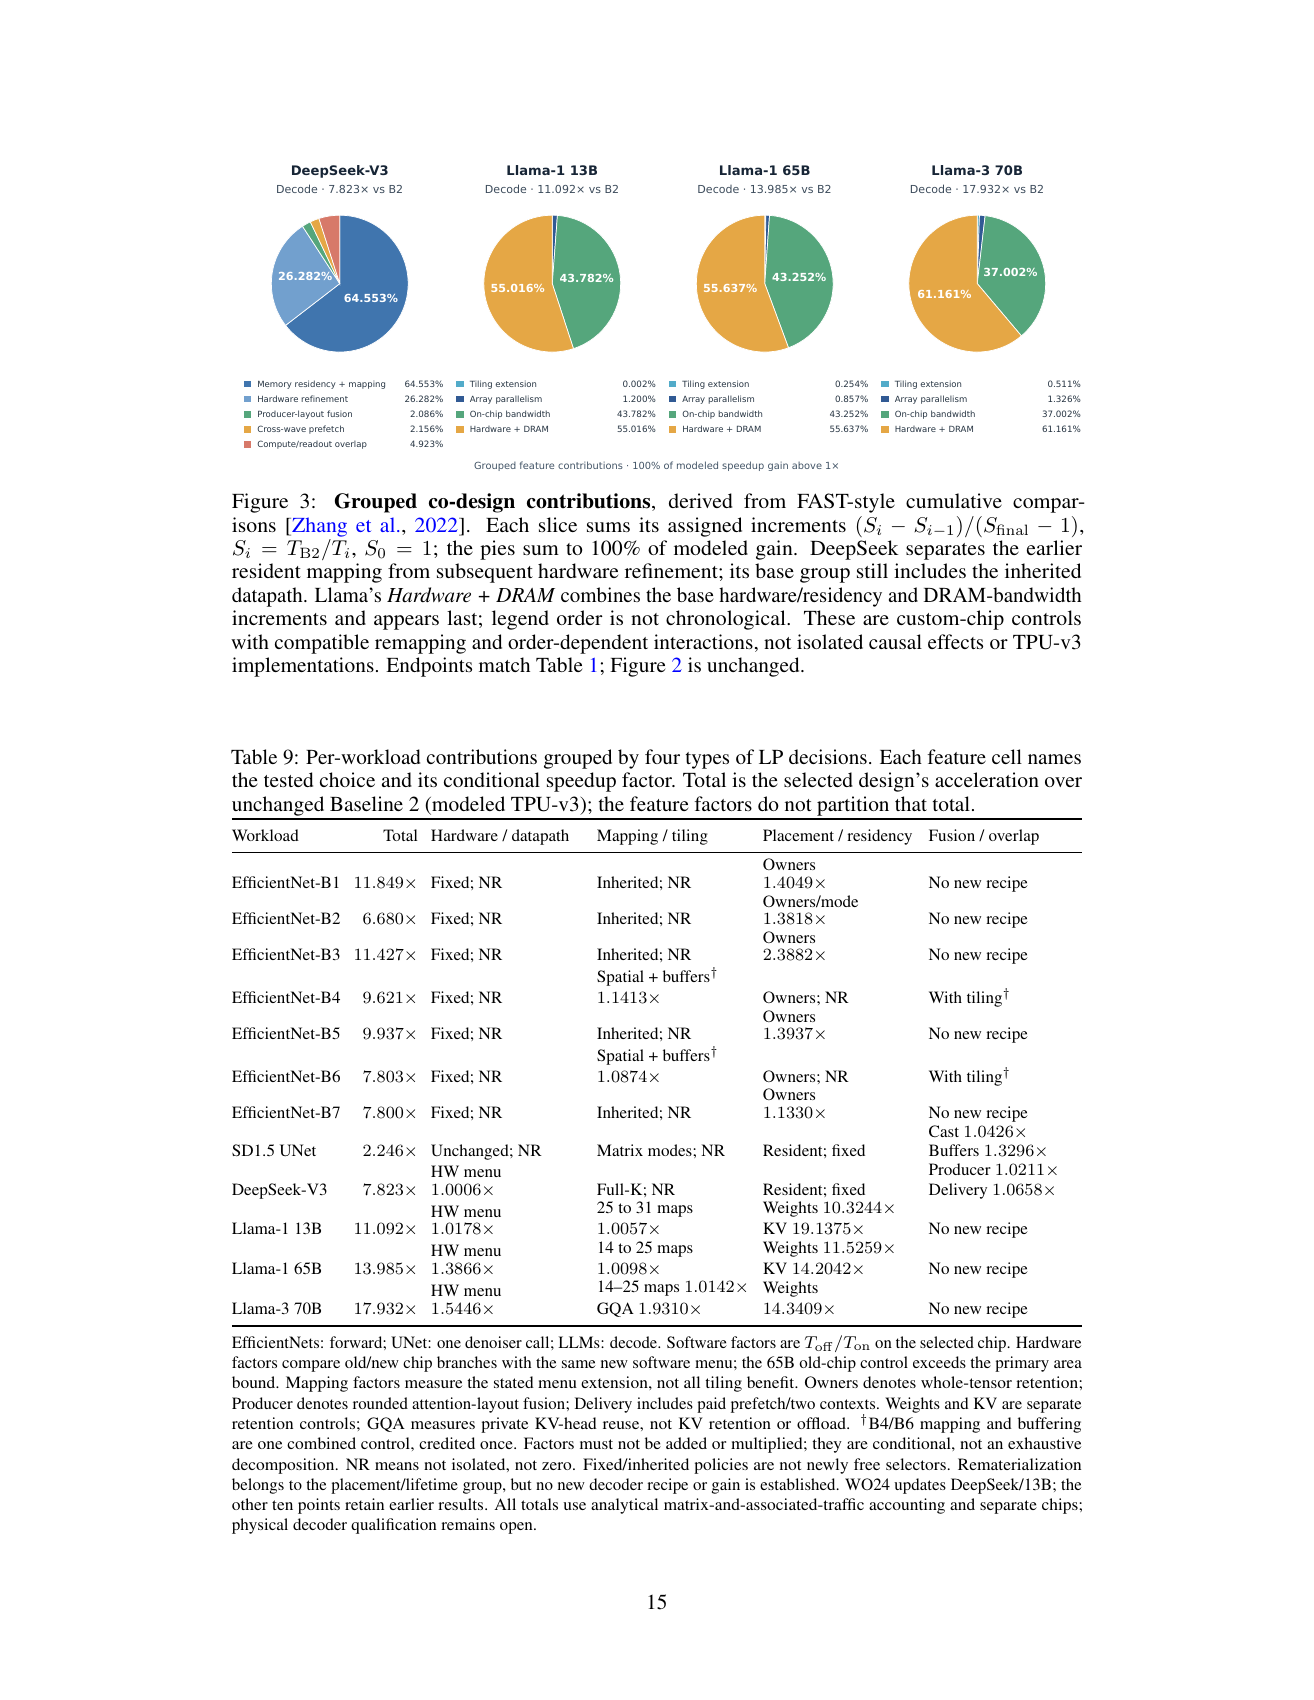 DeepSeek-V3
Decode · 7.823× vs B2
64.553%
26.282%
Memory residency + mapping 64.553%
Hardware refinement 26.282%
Producer-layout fusion 2.086%
Cross-wave prefetch 2.156%
Compute/readout overlap 4.923%
Llama-1 13B
Decode · 11.092× vs B2
43.782%
55.016%
Tiling extension 0.002%
Array parallelism 1.200%
On-chip bandwidth 43.782%
Hardware + DRAM 55.016%
Llama-1 65B
Decode · 13.985× vs B2
43.252%
55.637%
Tiling extension 0.254%
Array parallelism 0.857%
On-chip bandwidth 43.252%
Hardware + DRAM 55.637%
Llama-3 70B
Decode · 17.932× vs B2
37.002%
61.161%
Tiling extension 0.511%
Array parallelism 1.326%
On-chip bandwidth 37.002%
Hardware + DRAM 61.161%
Grouped feature contributions · 100% of modeled speedup gain above 1×
Figure 3: Grouped co-design contributions, derived from FAST-style cumulative compar-
isons [Zhang et al., 2022]. Each slice sums its assigned increments (S_i − S_{i−1})/(S_final − 1),
S_i = T_B2/T_i, S_0 = 1; the pies sum to 100% of modeled gain. DeepSeek separates the earlier
resident mapping from subsequent hardware refinement; its base group still includes the inherited
datapath. Llama's Hardware + DRAM combines the base hardware/residency and DRAM-bandwidth
increments and appears last; legend order is not chronological. These are custom-chip controls
with compatible remapping and order-dependent interactions, not isolated causal effects or TPU-v3
implementations. Endpoints match Table 1; Figure 2 is unchanged.
Table 9: Per-workload contributions grouped by four types of LP decisions. Each feature cell names
the tested choice and its conditional speedup factor. Total is the selected design's acceleration over
unchanged Baseline 2 (modeled TPU-v3); the feature factors do not partition that total.
Workload Total Hardware / datapath Mapping / tiling Placement / residency Fusion / overlap
Owners
EfficientNet-B1 11.849× Fixed; NR Inherited; NR 1.4049× No new recipe
Owners/mode
EfficientNet-B2 6.680× Fixed; NR Inherited; NR 1.3818× No new recipe
Owners
EfficientNet-B3 11.427× Fixed; NR Inherited; NR 2.3882× No new recipe
Spatial + buffers†
EfficientNet-B4 9.621× Fixed; NR 1.1413× Owners; NR With tiling†
Owners
EfficientNet-B5 9.937× Fixed; NR Inherited; NR 1.3937× No new recipe
Spatial + buffers†
EfficientNet-B6 7.803× Fixed; NR 1.0874× Owners; NR With tiling†
Owners
EfficientNet-B7 7.800× Fixed; NR Inherited; NR 1.1330× No new recipe
Cast 1.0426×
SD1.5 UNet 2.246× Unchanged; NR Matrix modes; NR Resident; fixed Buffers 1.3296×
HW menu Producer 1.0211×
DeepSeek-V3 7.823× 1.0006× Full-K; NR Resident; fixed Delivery 1.0658×
HW menu 25 to 31 maps Weights 10.3244×
Llama-1 13B 11.092× 1.0178× 1.0057× KV 19.1375× No new recipe
HW menu 14 to 25 maps Weights 11.5259×
Llama-1 65B 13.985× 1.3866× 1.0098× KV 14.2042× No new recipe
HW menu 14–25 maps 1.0142× Weights
Llama-3 70B 17.932× 1.5446× GQA 1.9310× 14.3409× No new recipe
EfficientNets: forward; UNet: one denoiser call; LLMs: decode. Software factors are T_off/T_on on the selected chip. Hardware
factors compare old/new chip branches with the same new software menu; the 65B old-chip control exceeds the primary area
bound. Mapping factors measure the stated menu extension, not all tiling benefit. Owners denotes whole-tensor retention;
Producer denotes rounded attention-layout fusion; Delivery includes paid prefetch/two contexts. Weights and KV are separate
retention controls; GQA measures private KV-head reuse, not KV retention or offload. †B4/B6 mapping and buffering
are one combined control, credited once. Factors must not be added or multiplied; they are conditional, not an exhaustive
decomposition. NR means not isolated, not zero. Fixed/inherited policies are not newly free selectors. Rematerialization
belongs to the placement/lifetime group, but no new decoder recipe or gain is established. WO24 updates DeepSeek/13B; the
other ten points retain earlier results. All totals use analytical matrix-and-associated-traffic accounting and separate chips;
physical decoder qualification remains open.
15